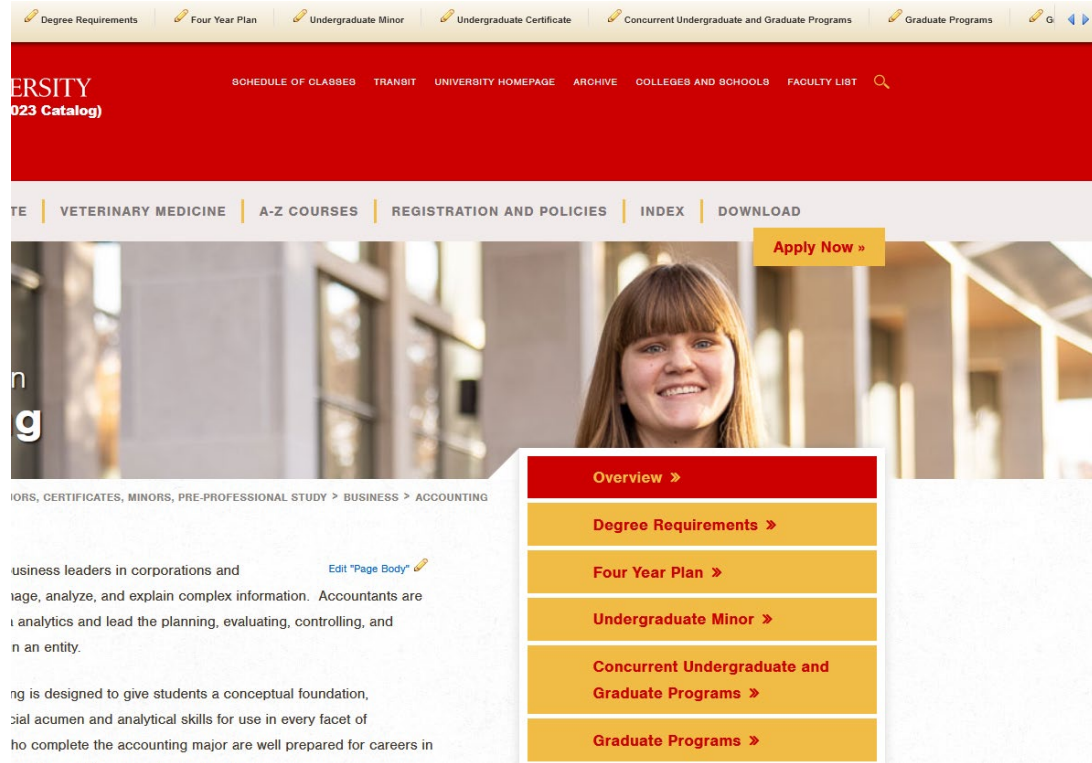 Degree Requirements Four Year Plan Undergraduate Minor Undergraduate Certificate Concurrent Undergraduate and Graduate Programs Graduate Programs G
ERSITY
023 Catalog)
SCHEDULE OF CLASSES TRANSIT UNIVERSITY HOMEPAGE ARCHIVE COLLEGES AND SCHOOLS FACULTY LIST
TE VETERINARY MEDICINE A-Z COURSES REGISTRATION AND POLICIES INDEX DOWNLOAD
Apply Now »
n
g
JORS, CERTIFICATES, MINORS, PRE-PROFESSIONAL STUDY > BUSINESS > ACCOUNTING
usiness leaders in corporations and
Edit "Page Body"
nage, analyze, and explain complex information. Accountants are
analytics and lead the planning, evaluating, controlling, and
n an entity.
ng is designed to give students a conceptual foundation,
cial acumen and analytical skills for use in every facet of
ho complete the accounting major are well prepared for careers in
Overview »
Degree Requirements »
Four Year Plan »
Undergraduate Minor »
Concurrent Undergraduate and
Graduate Programs »
Graduate Programs »